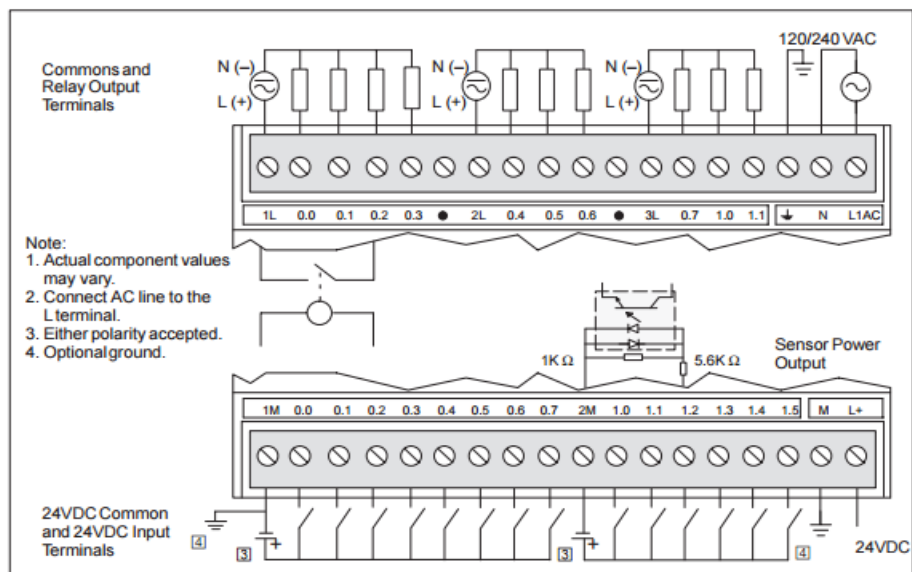 120/240 VAC
Commons and
Relay Output
Terminals
N (–) N (–) N (–)
L (+) L (+) L (+)
1L 0.0 0.1 0.2 0.3 ● 2L 0.4 0.5 0.6 ● 3L 0.7 1.0 1.1 N L1AC
Note:
1. Actual component values
may vary.
2. Connect AC line to the
L terminal.
3. Either polarity accepted.
4. Optional ground.
1K Ω 5.6K Ω
Sensor Power
Output
1M 0.0 0.1 0.2 0.3 0.4 0.5 0.6 0.7 2M 1.0 1.1 1.2 1.3 1.4 1.5 M L+
24VDC Common
and 24VDC Input
Terminals
4 3 + 3 + 4
24VDC